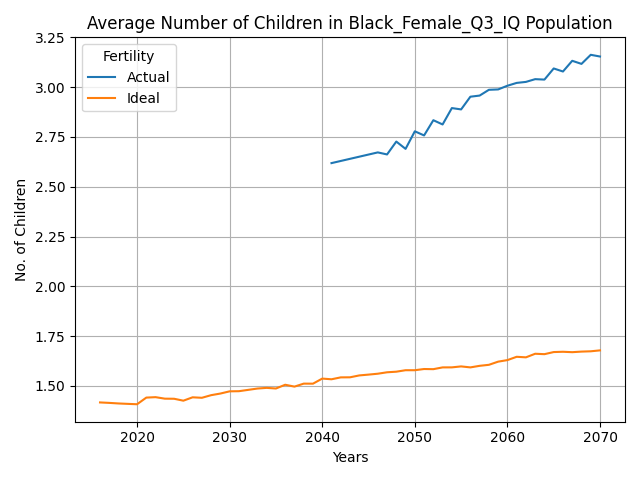 Average Number of Children in Black_Female_Q3_IQ Population
Fertility
Actual
Ideal
3.25
3.00
2.75
2.50
2.25
2.00
1.75
1.50
No. of Children
2020 2030 2040 2050 2060 2070
Years